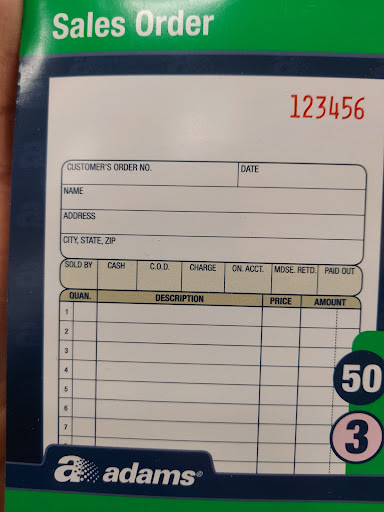 Sales Order
123456
CUSTOMER'S ORDER NO. DATE
NAME
ADDRESS
CITY, STATE, ZIP
SOLD BY CASH C.O.D. CHARGE ON. ACCT. MDSE. RETD. PAID OUT
QUAN. DESCRIPTION PRICE AMOUNT
1
2
3
4
5
6
7
50
3
a adams®